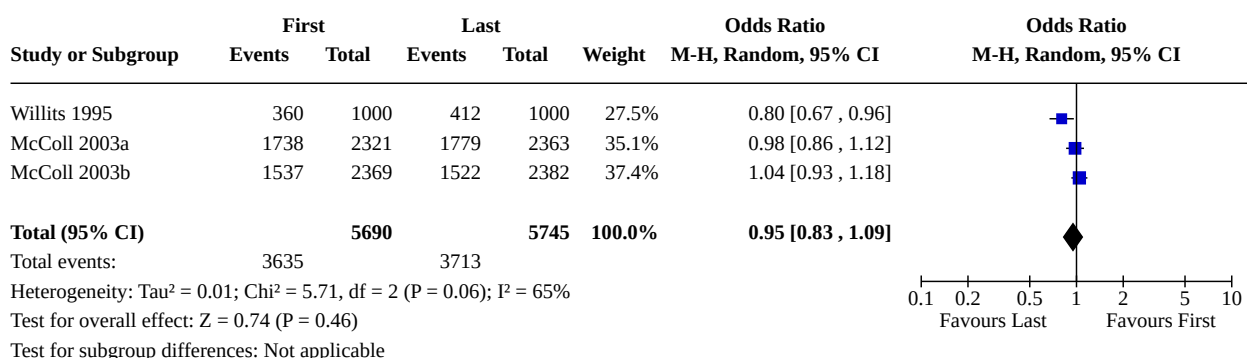 First Last Odds Ratio Odds Ratio
Study or Subgroup Events Total Events Total Weight M-H, Random, 95% CI M-H, Random, 95% CI
Willits 1995 360 1000 412 1000 27.5% 0.80 [0.67 , 0.96]
McColl 2003a 1738 2321 1779 2363 35.1% 0.98 [0.86 , 1.12]
McColl 2003b 1537 2369 1522 2382 37.4% 1.04 [0.93 , 1.18]
Total (95% CI) 5690 5745 100.0% 0.95 [0.83 , 1.09]
Total events: 3635 3713
Heterogeneity: Tau² = 0.01; Chi² = 5.71, df = 2 (P = 0.06); I² = 65%
0.1 0.2 0.5 1 2 5 10
Test for overall effect: Z = 0.74 (P = 0.46) Favours Last Favours First
Test for subgroup differences: Not applicable